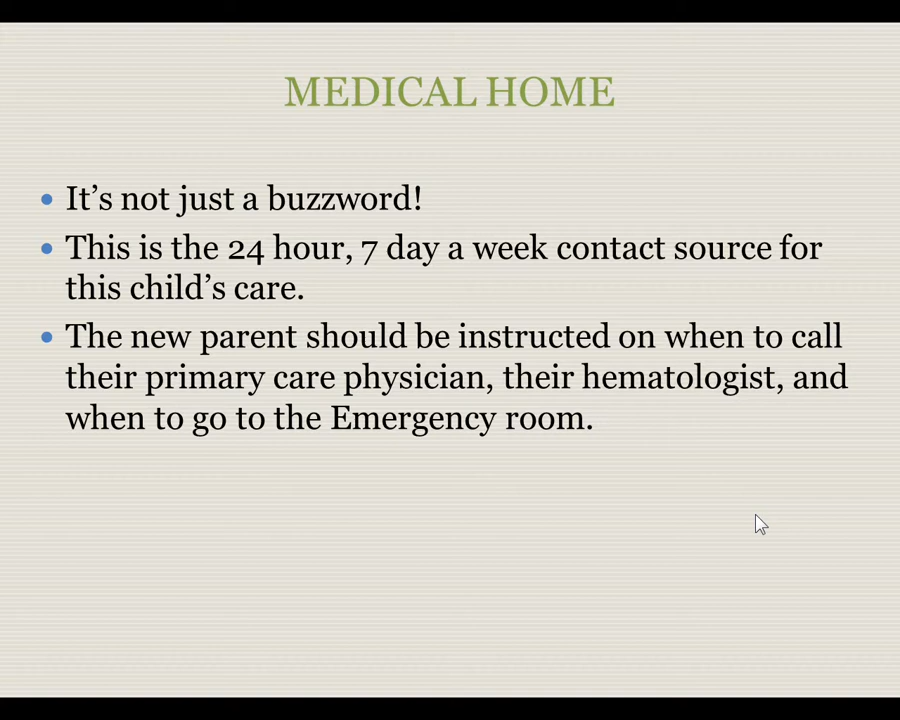 MEDICAL HOME
• It’s not just a buzzword!
• This is the 24 hour, 7 day a week contact source for
this child’s care.
• The new parent should be instructed on when to call
their primary care physician, their hematologist, and
when to go to the Emergency room.